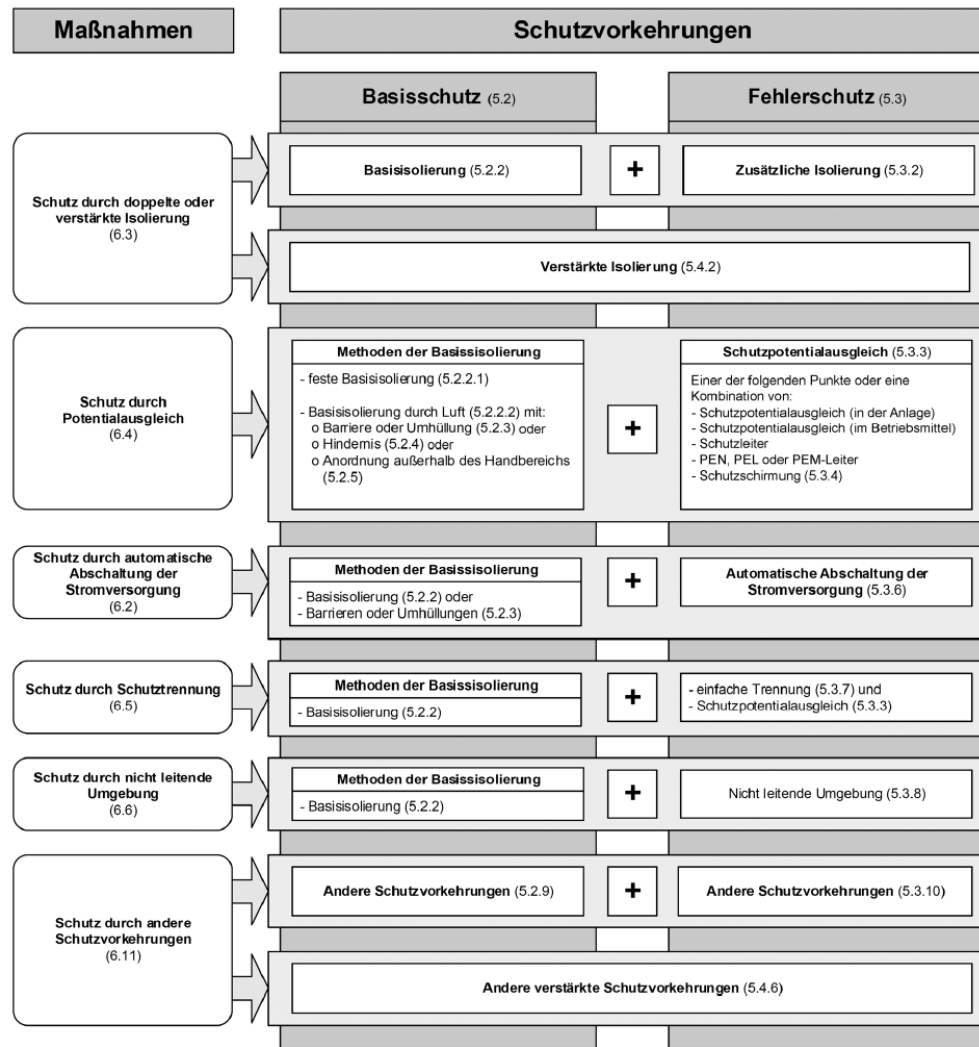 Maßnahmen
Schutzvorkehrungen
Basisschutz (5.2)
Fehlerschutz (5.3)
Schutz durch doppelte oder
verstärkte Isolierung
(6.3)
Basisisolierung (5.2.2)
+
Zusätzliche Isolierung (5.3.2)
Verstärkte Isolierung (5.4.2)
Schutz durch
Potentialausgleich
(6.4)
Methoden der Basissisolierung
- feste Basisisolierung (5.2.2.1)
- Basisisolierung durch Luft (5.2.2.2) mit:
o Barriere oder Umhüllung (5.2.3) oder
o Hindernis (5.2.4) oder
o Anordnung außerhalb des Handbereichs
(5.2.5)
+
Schutzpotentialausgleich (5.3.3)
Einer der folgenden Punkte oder eine
Kombination von:
- Schutzpotentialausgleich (in der Anlage)
- Schutzpotentialausgleich (im Betriebsmittel)
- Schutzleiter
- PEN, PEL oder PEM-Leiter
- Schutzschirmung (5.3.4)
Schutz durch automatische
Abschaltung der
Stromversorgung
(6.2)
Methoden der Basissisolierung
- Basisisolierung (5.2.2) oder
- Barrieren oder Umhüllungen (5.2.3)
+
Automatische Abschaltung der
Stromversorgung (5.3.6)
Schutz durch Schutztrennung
(6.5)
Methoden der Basissisolierung
- Basisisolierung (5.2.2)
+
- einfache Trennung (5.3.7) und
- Schutzpotentialausgleich (5.3.3)
Schutz durch nicht leitende
Umgebung
(6.6)
Methoden der Basissisolierung
- Basisisolierung (5.2.2)
+
Nicht leitende Umgebung (5.3.8)
Schutz durch andere
Schutzvorkehrungen
(6.11)
Andere Schutzvorkehrungen (5.2.9)
+
Andere Schutzvorkehrungen (5.3.10)
Andere verstärkte Schutzvorkehrungen (5.4.6)